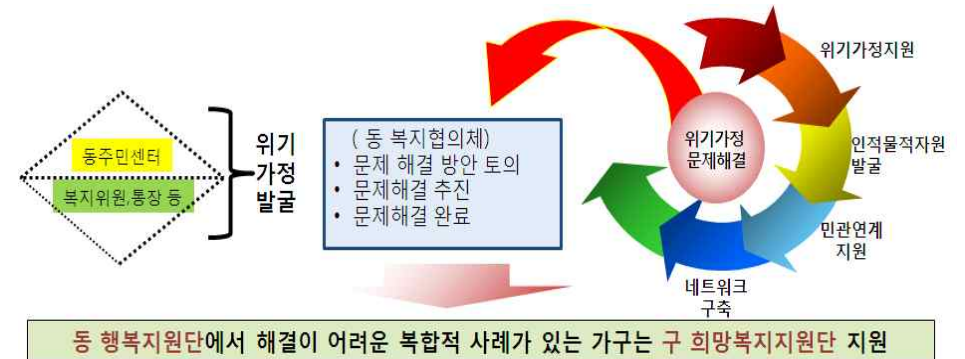 동주민센터
복지위원,통장 등
위기
가정
발굴
( 동 복지협의체)
• 문제 해결 방안 토의
• 문제해결 추진
• 문제해결 완료
위기가정
문제해결
위기가정지원
인적물적자원
발굴
민관연계
지원
네트워크
구축
동 행복지원단에서 해결이 어려운 복합적 사례가 있는 가구는 구 희망복지지원단 지원